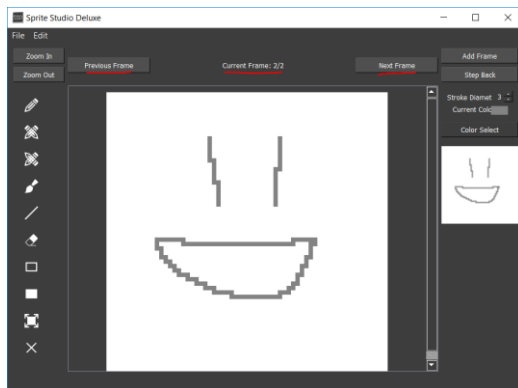 Sprite Studio Deluxe
File Edit
Zoom In
Zoom Out
Previous Frame
Current Frame: 2/2
Next Frame
Add Frame
Step Back
Stroke Diamet 3
Current Colo
Color Select